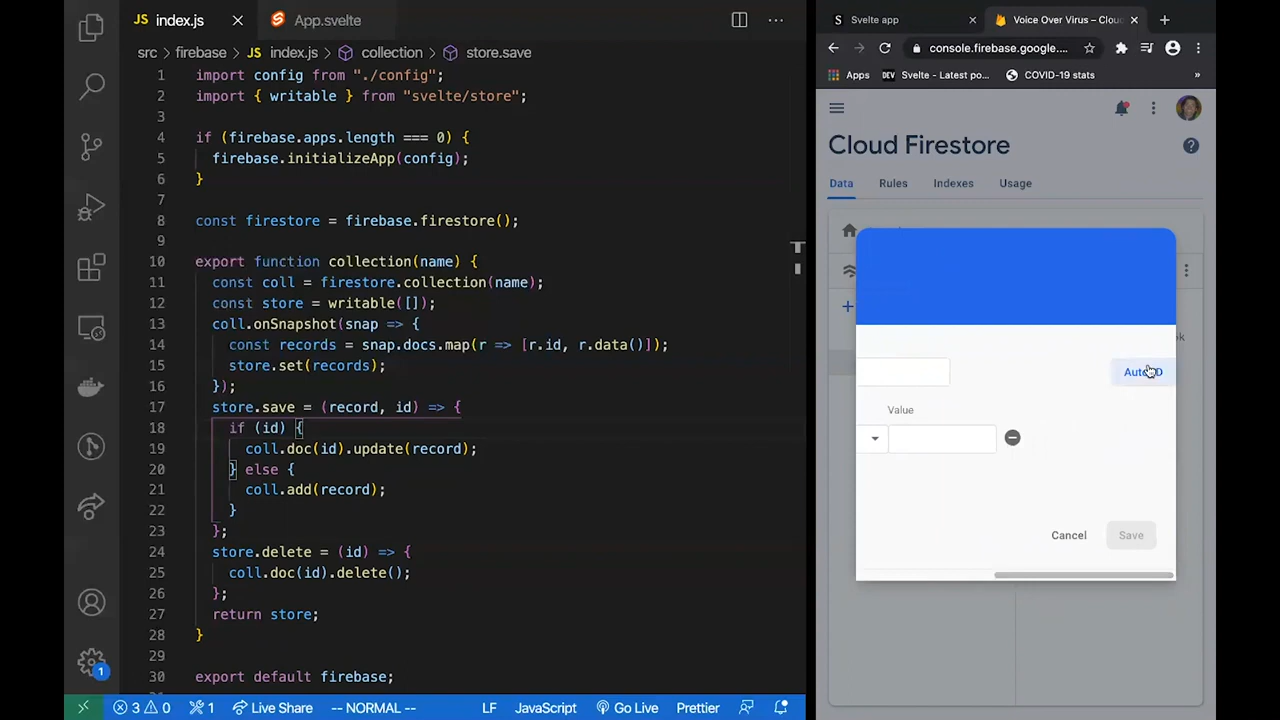 JS index.js
App.svelte
src firebase JS index.js collection store.save
1 import config from "./config";
2 import { writable } from "svelte/store";
3
4 if (firebase.apps.length === 0) {
5 firebase.initializeApp(config);
6 }
7
8 const firestore = firebase.firestore();
9
10 export function collection(name) {
11 const coll = firestore.collection(name);
12 const store = writable([]);
13 coll.onSnapshot(snap => {
14 const records = snap.docs.map(r => [r.id, r.data()]);
15 store.set(records);
16 });
17 store.save = (record, id) => {
18 if (id) {
19 coll.doc(id).update(record);
20 } else {
21 coll.add(record);
22 }
23 };
24 store.delete = (id) => {
25 coll.doc(id).delete();
26 };
27 return store;
28 }
29
30 export default firebase;
1
3 0 1 Live Share -- NORMAL -- LF JavaScript Go Live Prettier
Svelte app
Voice Over Virus – Clou
console.firebase.google....
Apps DEV Svelte - Latest po... COVID-19 stats »
Cloud Firestore
Data Rules Indexes Usage
Value
Cancel Save